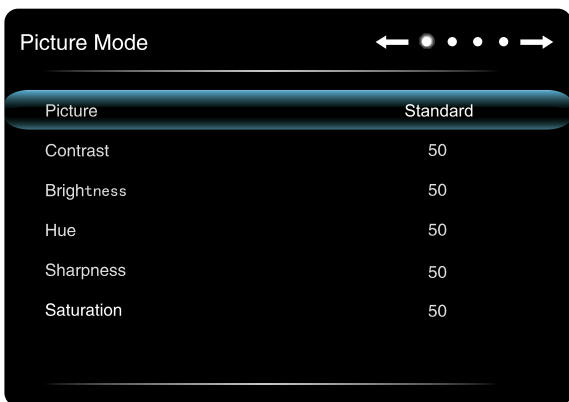 Picture Mode
Picture Standard
Contrast 50
Brightness 50
Hue 50
Sharpness 50
Saturation 50